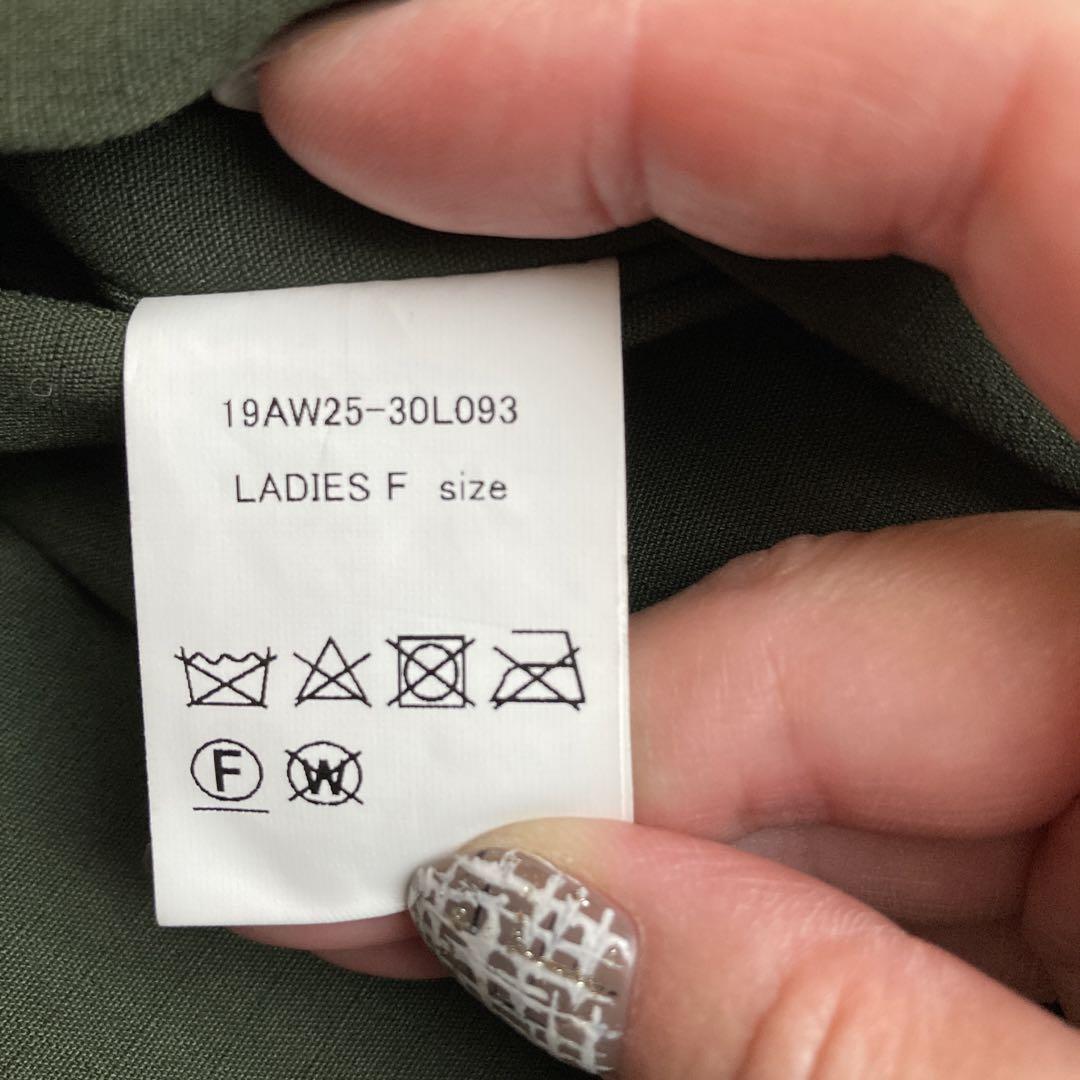 19AW25-30L093
LADIES F size
F
W